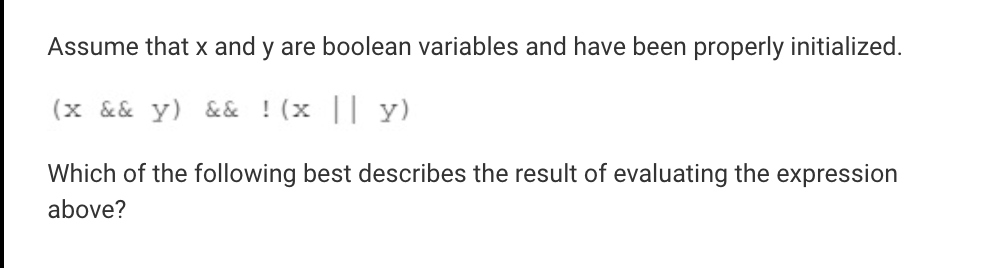 Assume that x and y are boolean variables and have been properly initialized.
(x && y) && !(x || y)
Which of the following best describes the result of evaluating the expression
above?